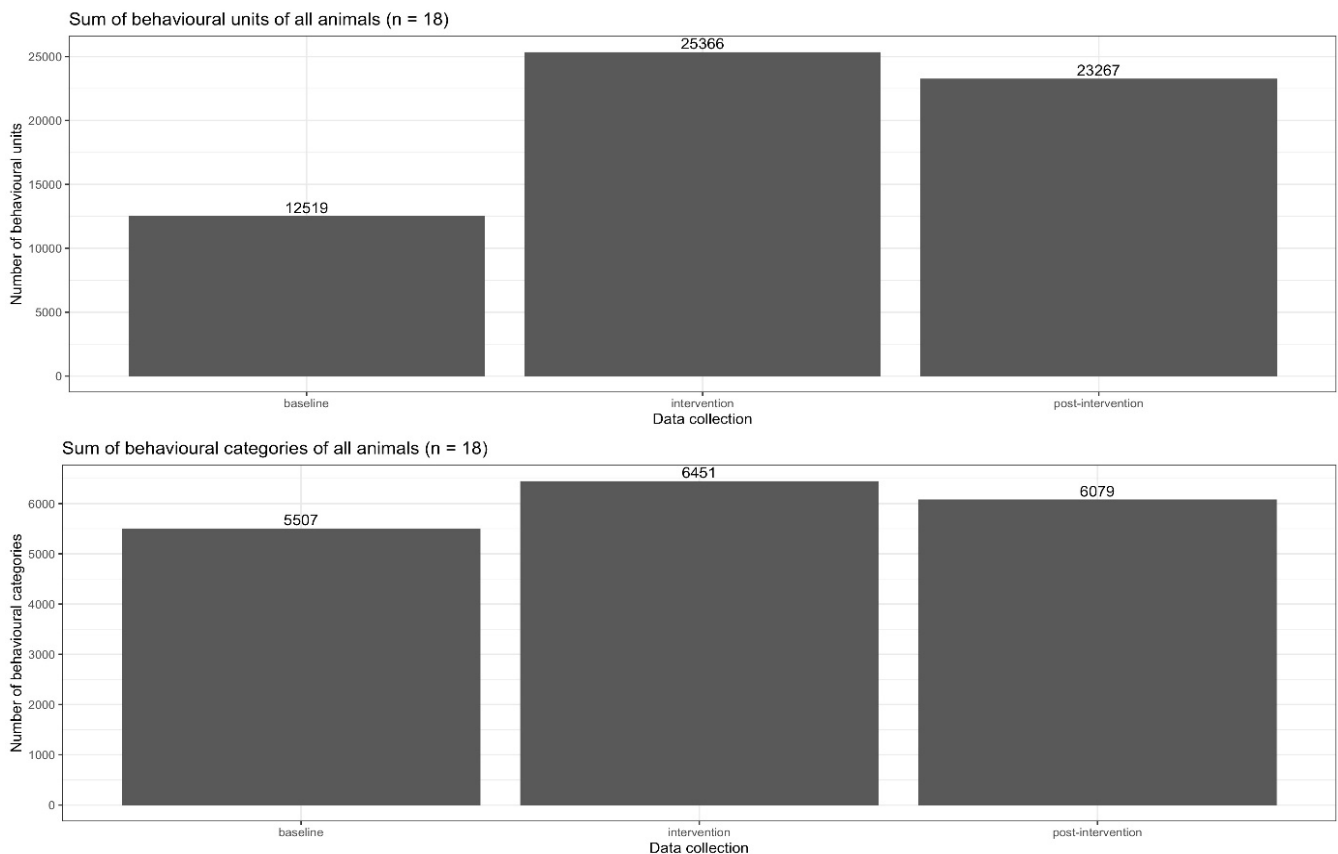 Sum of behavioural units of all animals (n = 18)
Number of behavioural units
25000
20000
15000
10000
5000
0
12519
25366
23267
baseline
intervention
post-intervention
Data collection
Sum of behavioural categories of all animals (n = 18)
Number of behavioural categories
6000
5000
4000
3000
2000
1000
0
5507
6451
6079
baseline
intervention
post-intervention
Data collection